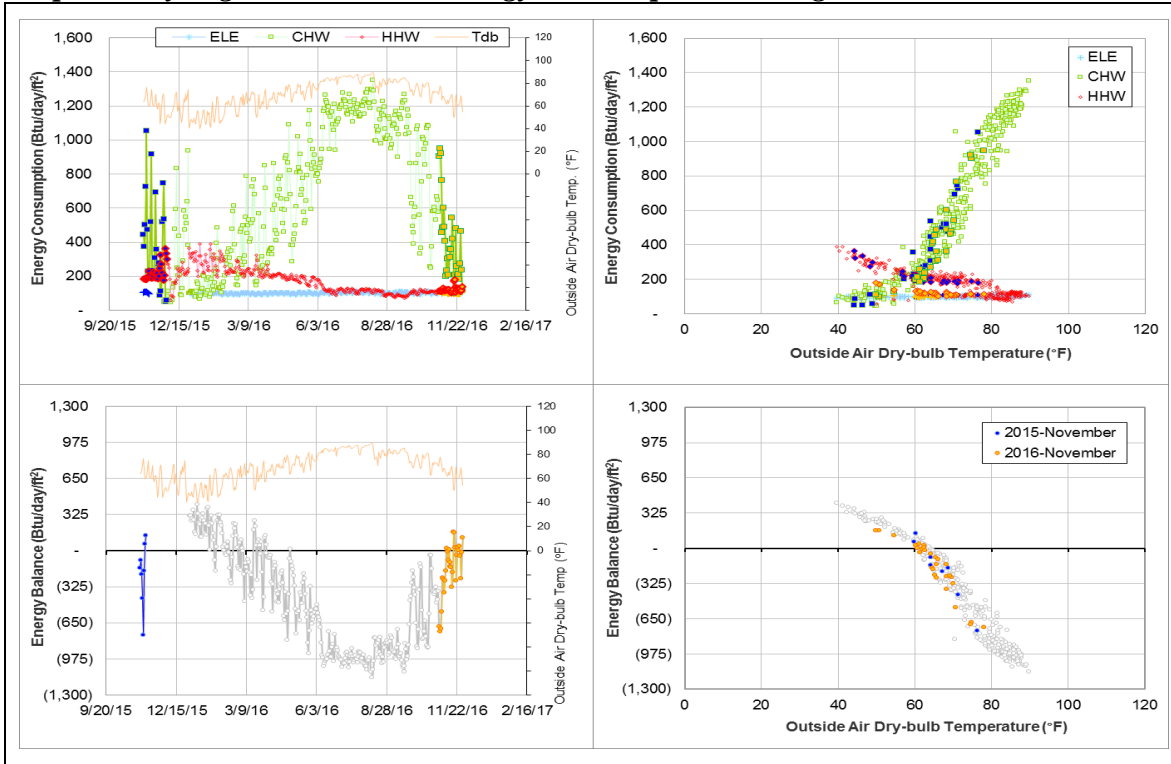 ELE CHW HHW Tdb
Energy Consumption (Btu/day/ft²)
1,600
1,400
1,200
1,000
800
600
400
200
-
120
100
80
60
40
20
0
Outside Air Dry-bulb Temp. (°F)
9/20/15 12/15/15 3/9/16 6/3/16 8/28/16 11/22/16 2/16/17
Energy Consumption (Btu/day/ft²)
1,600
1,400
1,200
1,000
800
600
400
200
-
ELE
CHW
HHW
0 20 40 60 80 100 120
Outside Air Dry-bulb Temperature (°F)
Energy Balance (Btu/day/ft²)
1,300
975
650
325
-
(325)
(650)
(975)
(1,300)
120
100
80
60
40
20
0
Outside Air Dry-bulb Temp (°F)
9/20/15 12/15/15 3/9/16 6/3/16 8/28/16 11/22/16 2/16/17
Energy Balance (Btu/day/ft²)
1,300
975
650
325
-
(325)
(650)
(975)
(1,300)
2015-November
2016-November
0 20 40 60 80 100 120
Outside Air Dry-bulb Temperature (°F)